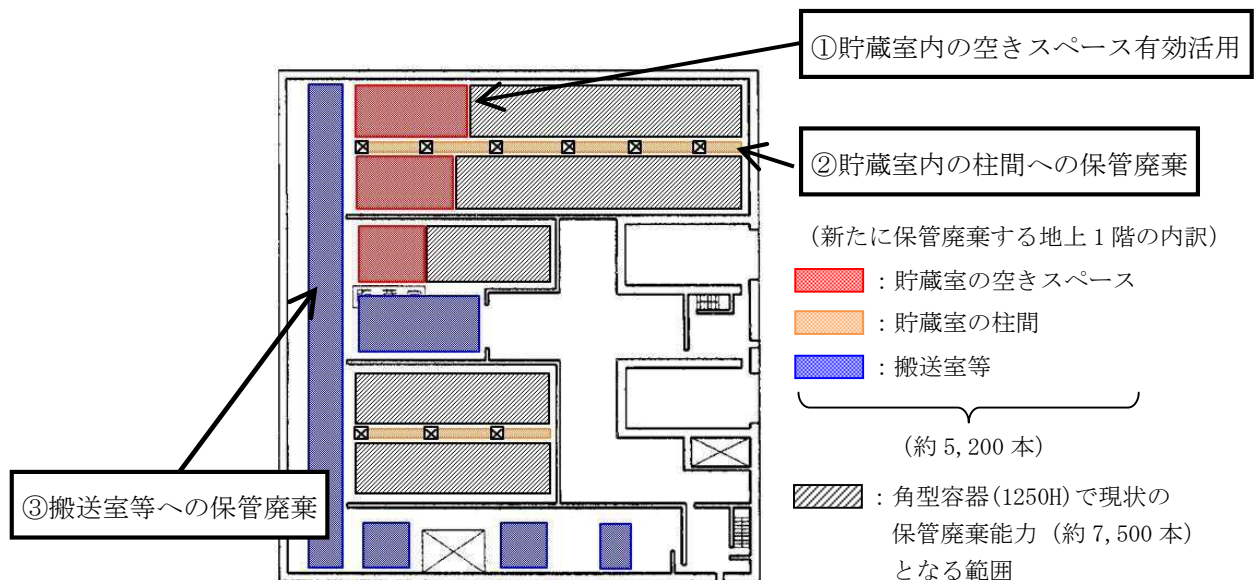 ①貯蔵室内の空きスペース有効活用
②貯蔵室内の柱間への保管廃棄
(新たに保管廃棄する地上1階の内訳)
：貯蔵室の空きスペース
：貯蔵室の柱間
：搬送室等
(約 5,200 本)
③搬送室等への保管廃棄
：角型容器(1250H)で現状の
保管廃棄能力 (約 7,500 本)
となる範囲